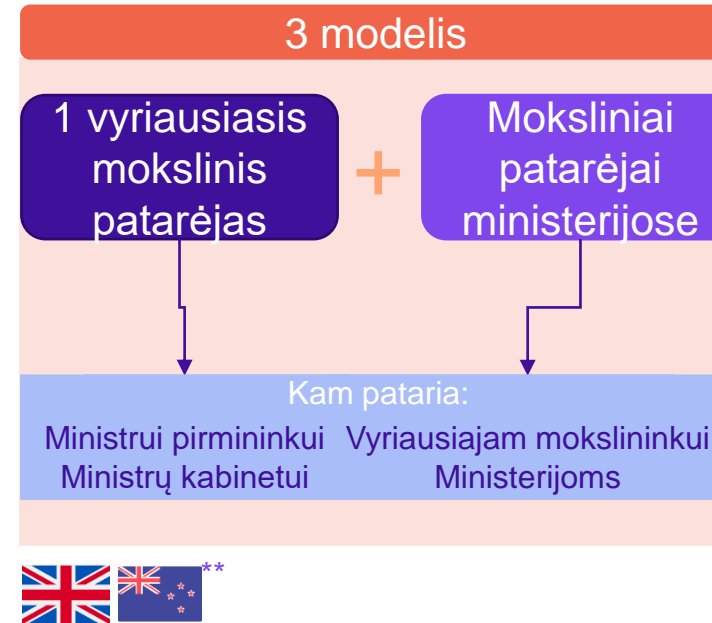 3 modelis
1 vyriausiasis
mokslinis
patarėjas
+
Moksliniai
patarėjai
ministerijose
Kam pataria:
Ministrui pirmininkui
Ministrų kabinetui
Vyriausiajam mokslininkui
Ministerijoms
**